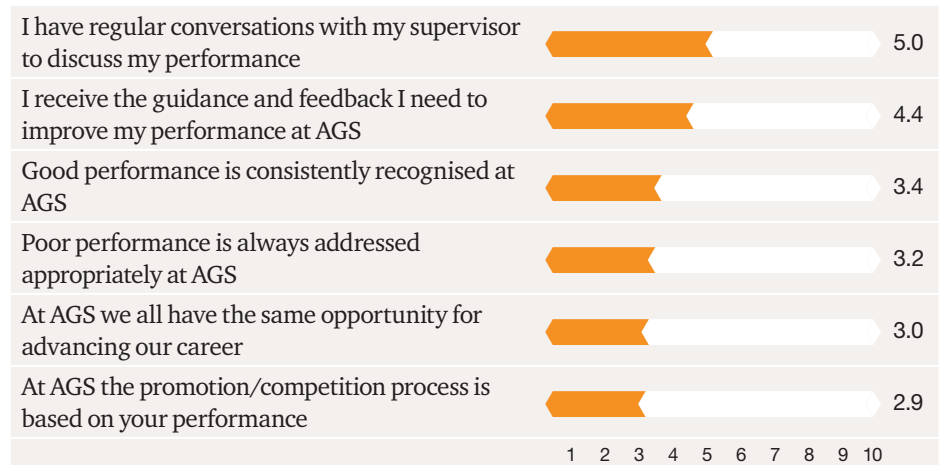 I have regular conversations with my supervisor
to discuss my performance
5.0
I receive the guidance and feedback I need to
improve my performance at AGS
4.4
Good performance is consistently recognised at
AGS
3.4
Poor performance is always addressed
appropriately at AGS
3.2
At AGS we all have the same opportunity for
advancing our career
3.0
At AGS the promotion/competition process is
based on your performance
2.9
1 2 3 4 5 6 7 8 9 10